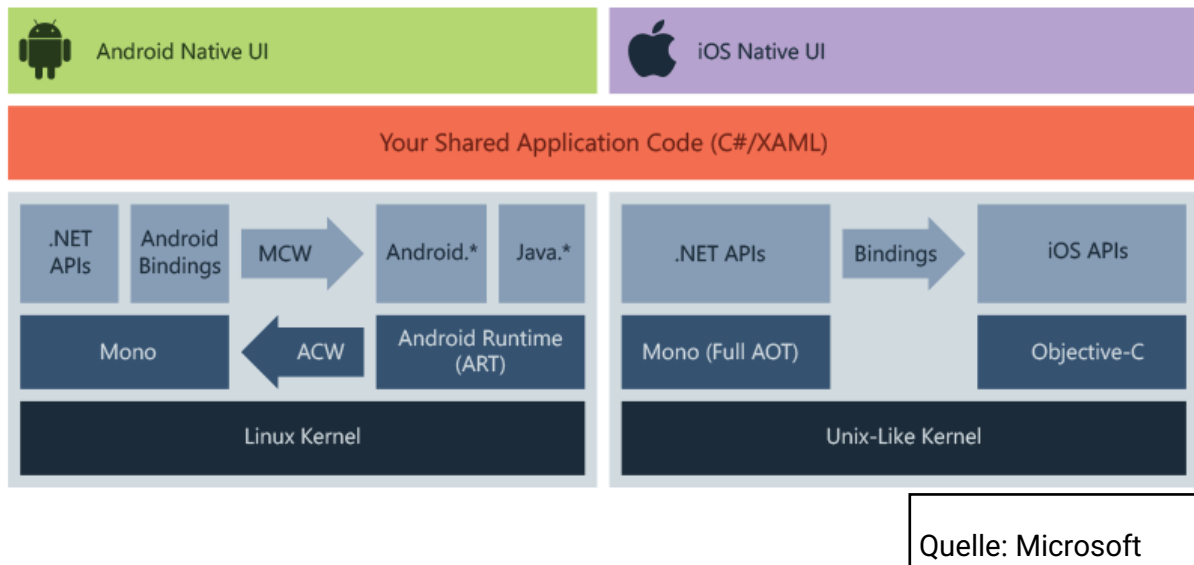 Android Native UI
iOS Native UI
Your Shared Application Code (C#/XAML)
.NET
APIs
Android
Bindings
MCW
Android.*
Java.*
Mono
ACW
Android Runtime
(ART)
Linux Kernel
.NET APIs
Bindings
iOS APIs
Mono (Full AOT)
Objective-C
Unix-Like Kernel
Quelle: Microsoft